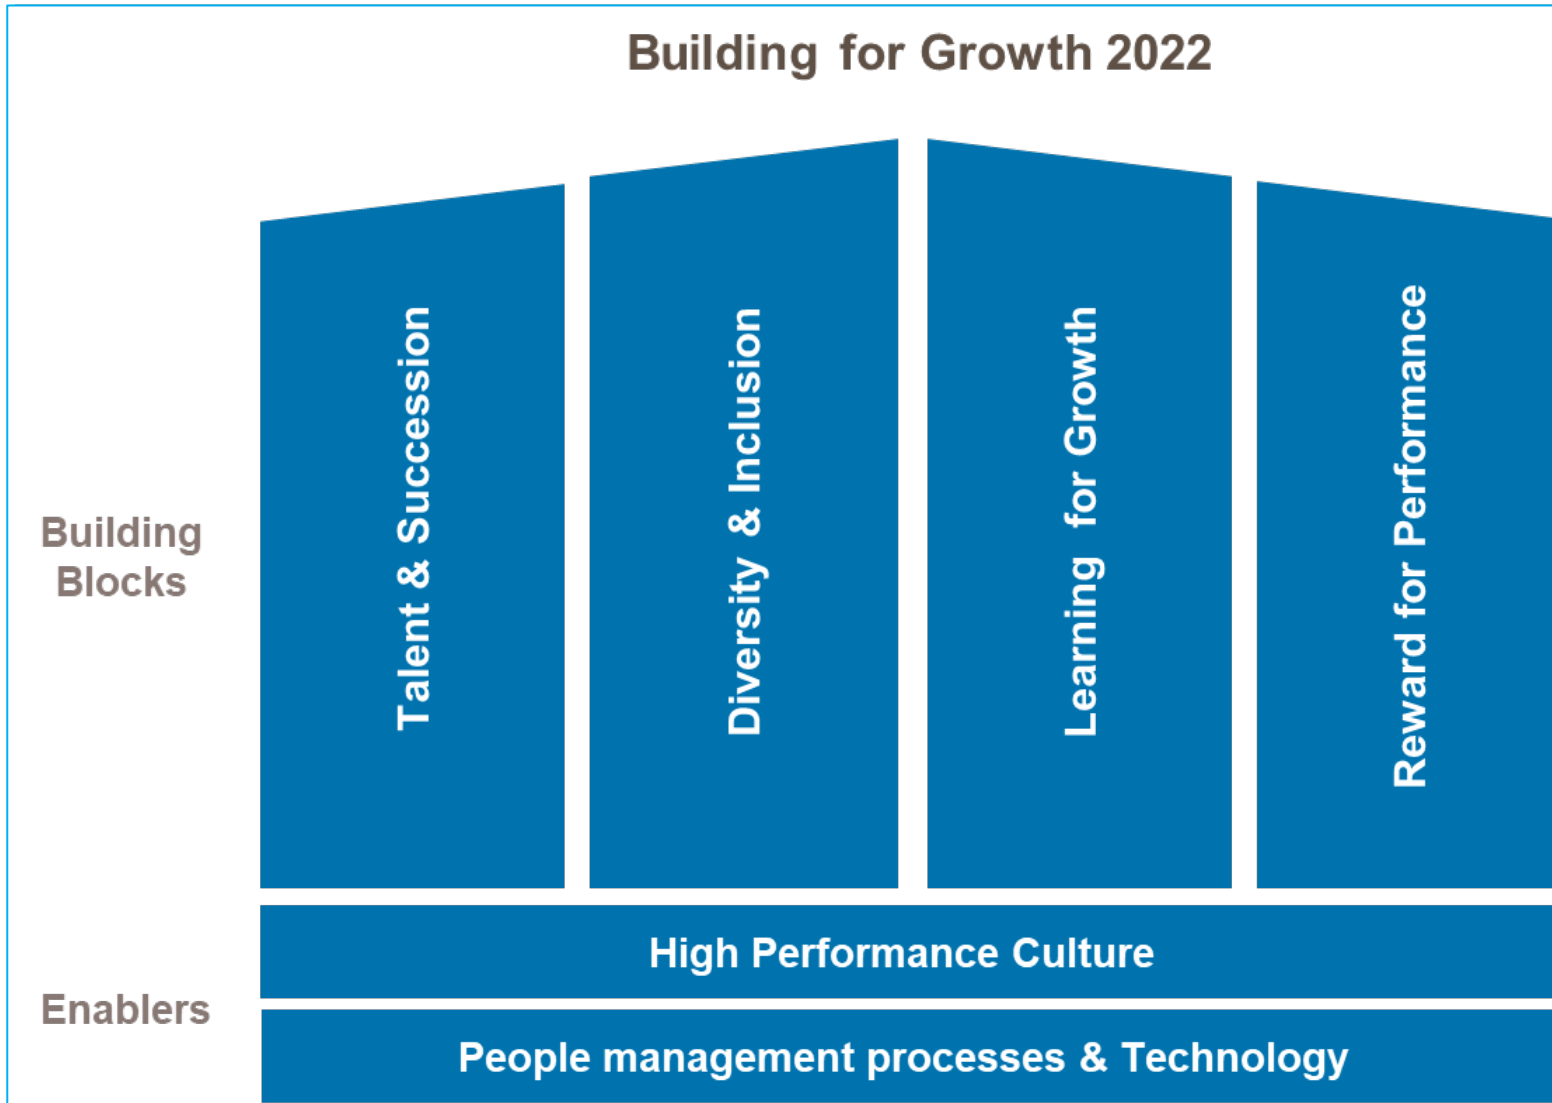 Building for Growth 2022
Building
Blocks
Talent & Succession
Diversity & Inclusion
Learning for Growth
Reward for Performance
Enablers
High Performance Culture
People management processes & Technology